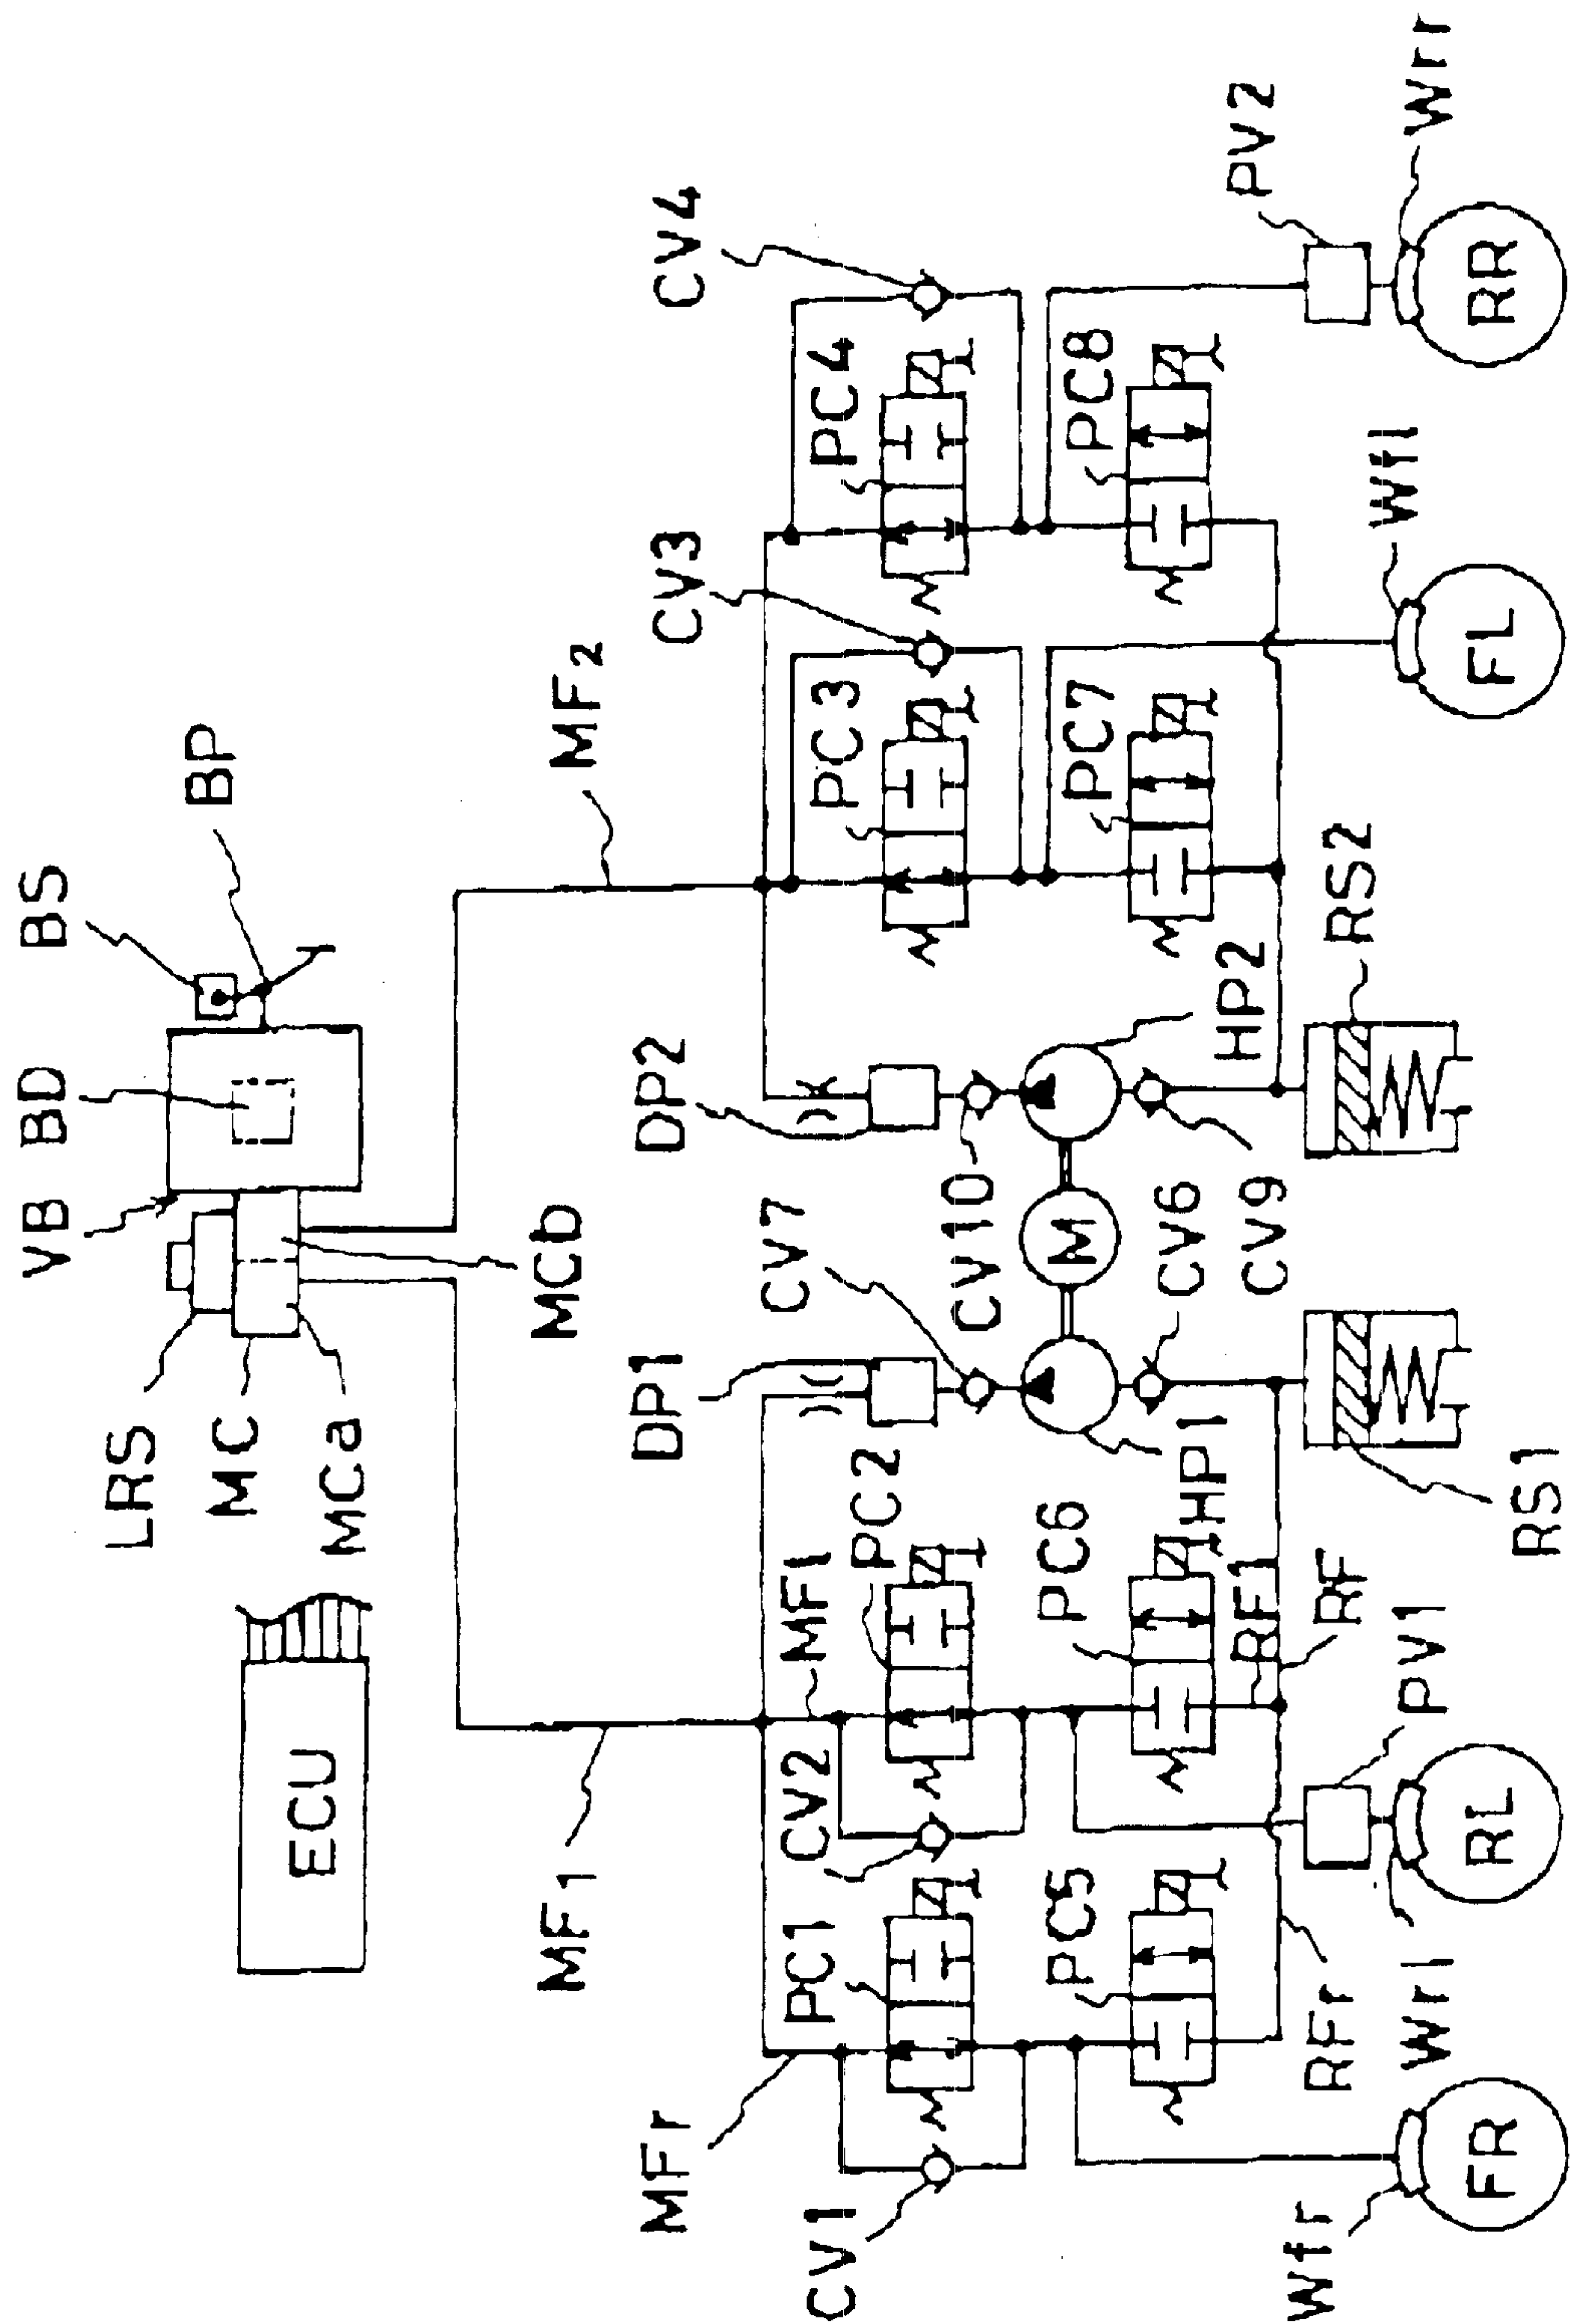 ECU
LRS
MC
MCa
VB
BD
BS
BP
MCb
MF1
MF2
MFr
MFl
PC1
CV2
PC2
DP1
CV7
CV10
DP2
PC3
CV3
PC4
CV4
CV1
PC5
PC6
HP1
M
CV6
CV9
HP2
PC7
PC8
RFr
RF1
RF
PV1
RS1
RS2
PV2
Wfr
Wrl
Wfl
Wrr
FR
RL
FL
RR